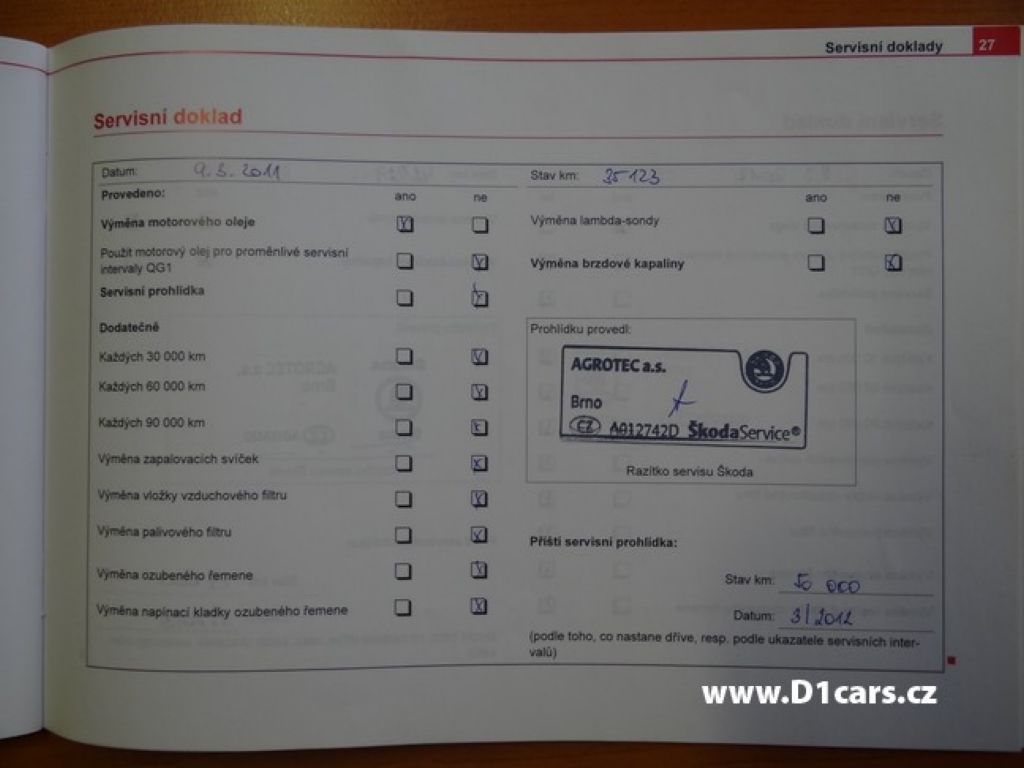 Servisní doklady 27
Servisní doklad
Datum: 9.3.2011 Stav km: 35 123
Provedeno: ano ne ano ne
Výměna motorového oleje Výměna lambda-sondy
Použit motorový olej pro proměnlivé servisní
intervaly QG1
Výměna brzdové kapaliny
Servisní prohlídka
Dodatečně
Každých 30 000 km
Každých 60 000 km
Každých 90 000 km
Výměna zapalovacích svíček
Výměna vložky vzduchového filtru
Výměna palivového filtru
Výměna ozubeného řemene
Výměna napínací kladky ozubeného řemene
Prohlídku provedl:
AGROTEC a.s.
Brno
CZ A012742D ŠkodaService®
Razítko servisu Škoda
Příští servisní prohlídka:
Stav km: 50 000
Datum: 3/2012
(podle toho, co nastane dříve, resp. podle ukazatele servisních inter-
valů)
www.D1cars.cz